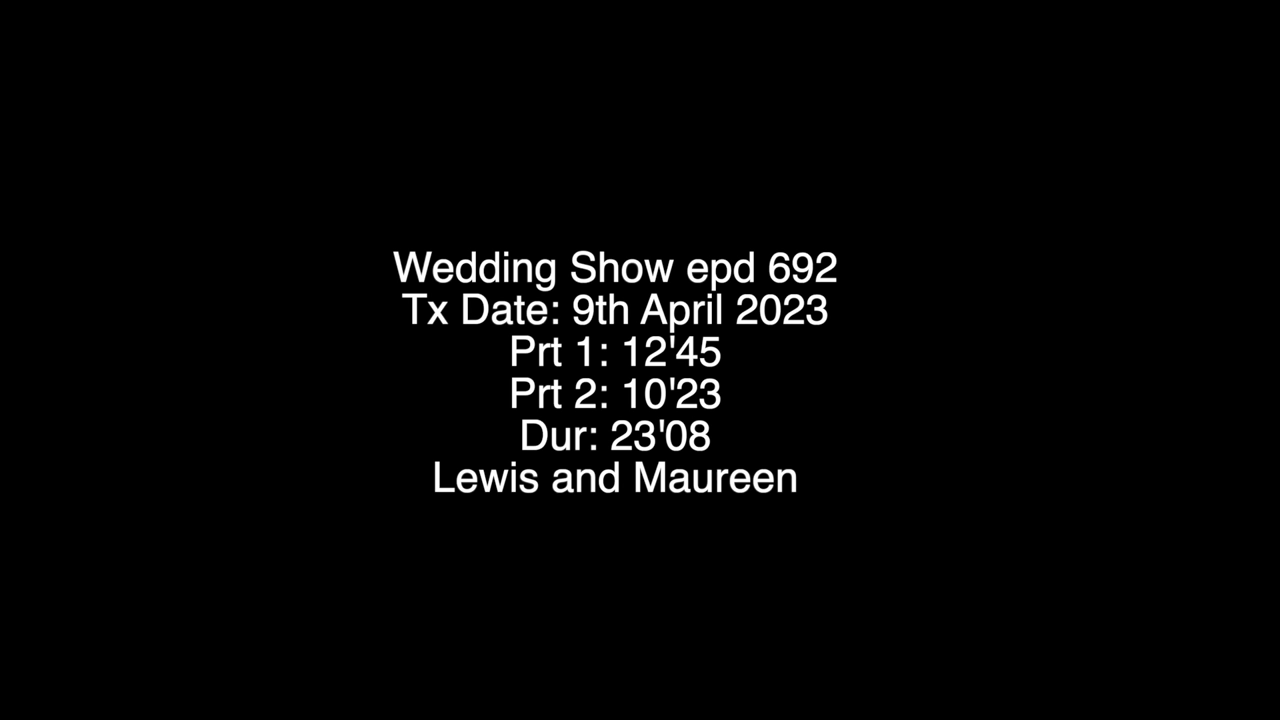 Wedding Show epd 692
Tx Date: 9th April 2023
Prt 1: 12'45
Prt 2: 10'23
Dur: 23'08
Lewis and Maureen